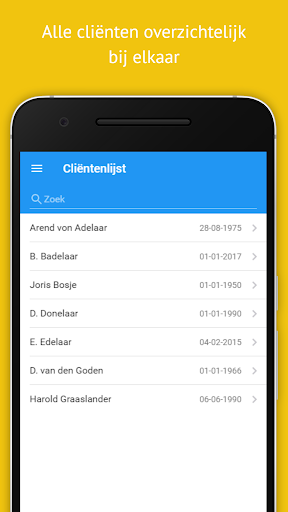 Alle cliënten overzichtelijk
bij elkaar
Cliëntenlijst
Zoek
Arend von Adelaar 28-08-1975
B. Badelaar 01-01-2017
Joris Bosje 01-01-1950
D. Donelaar 01-01-1990
E. Edelaar 04-02-2015
D. van den Goden 01-01-1966
Harold Graaslander 06-06-1990